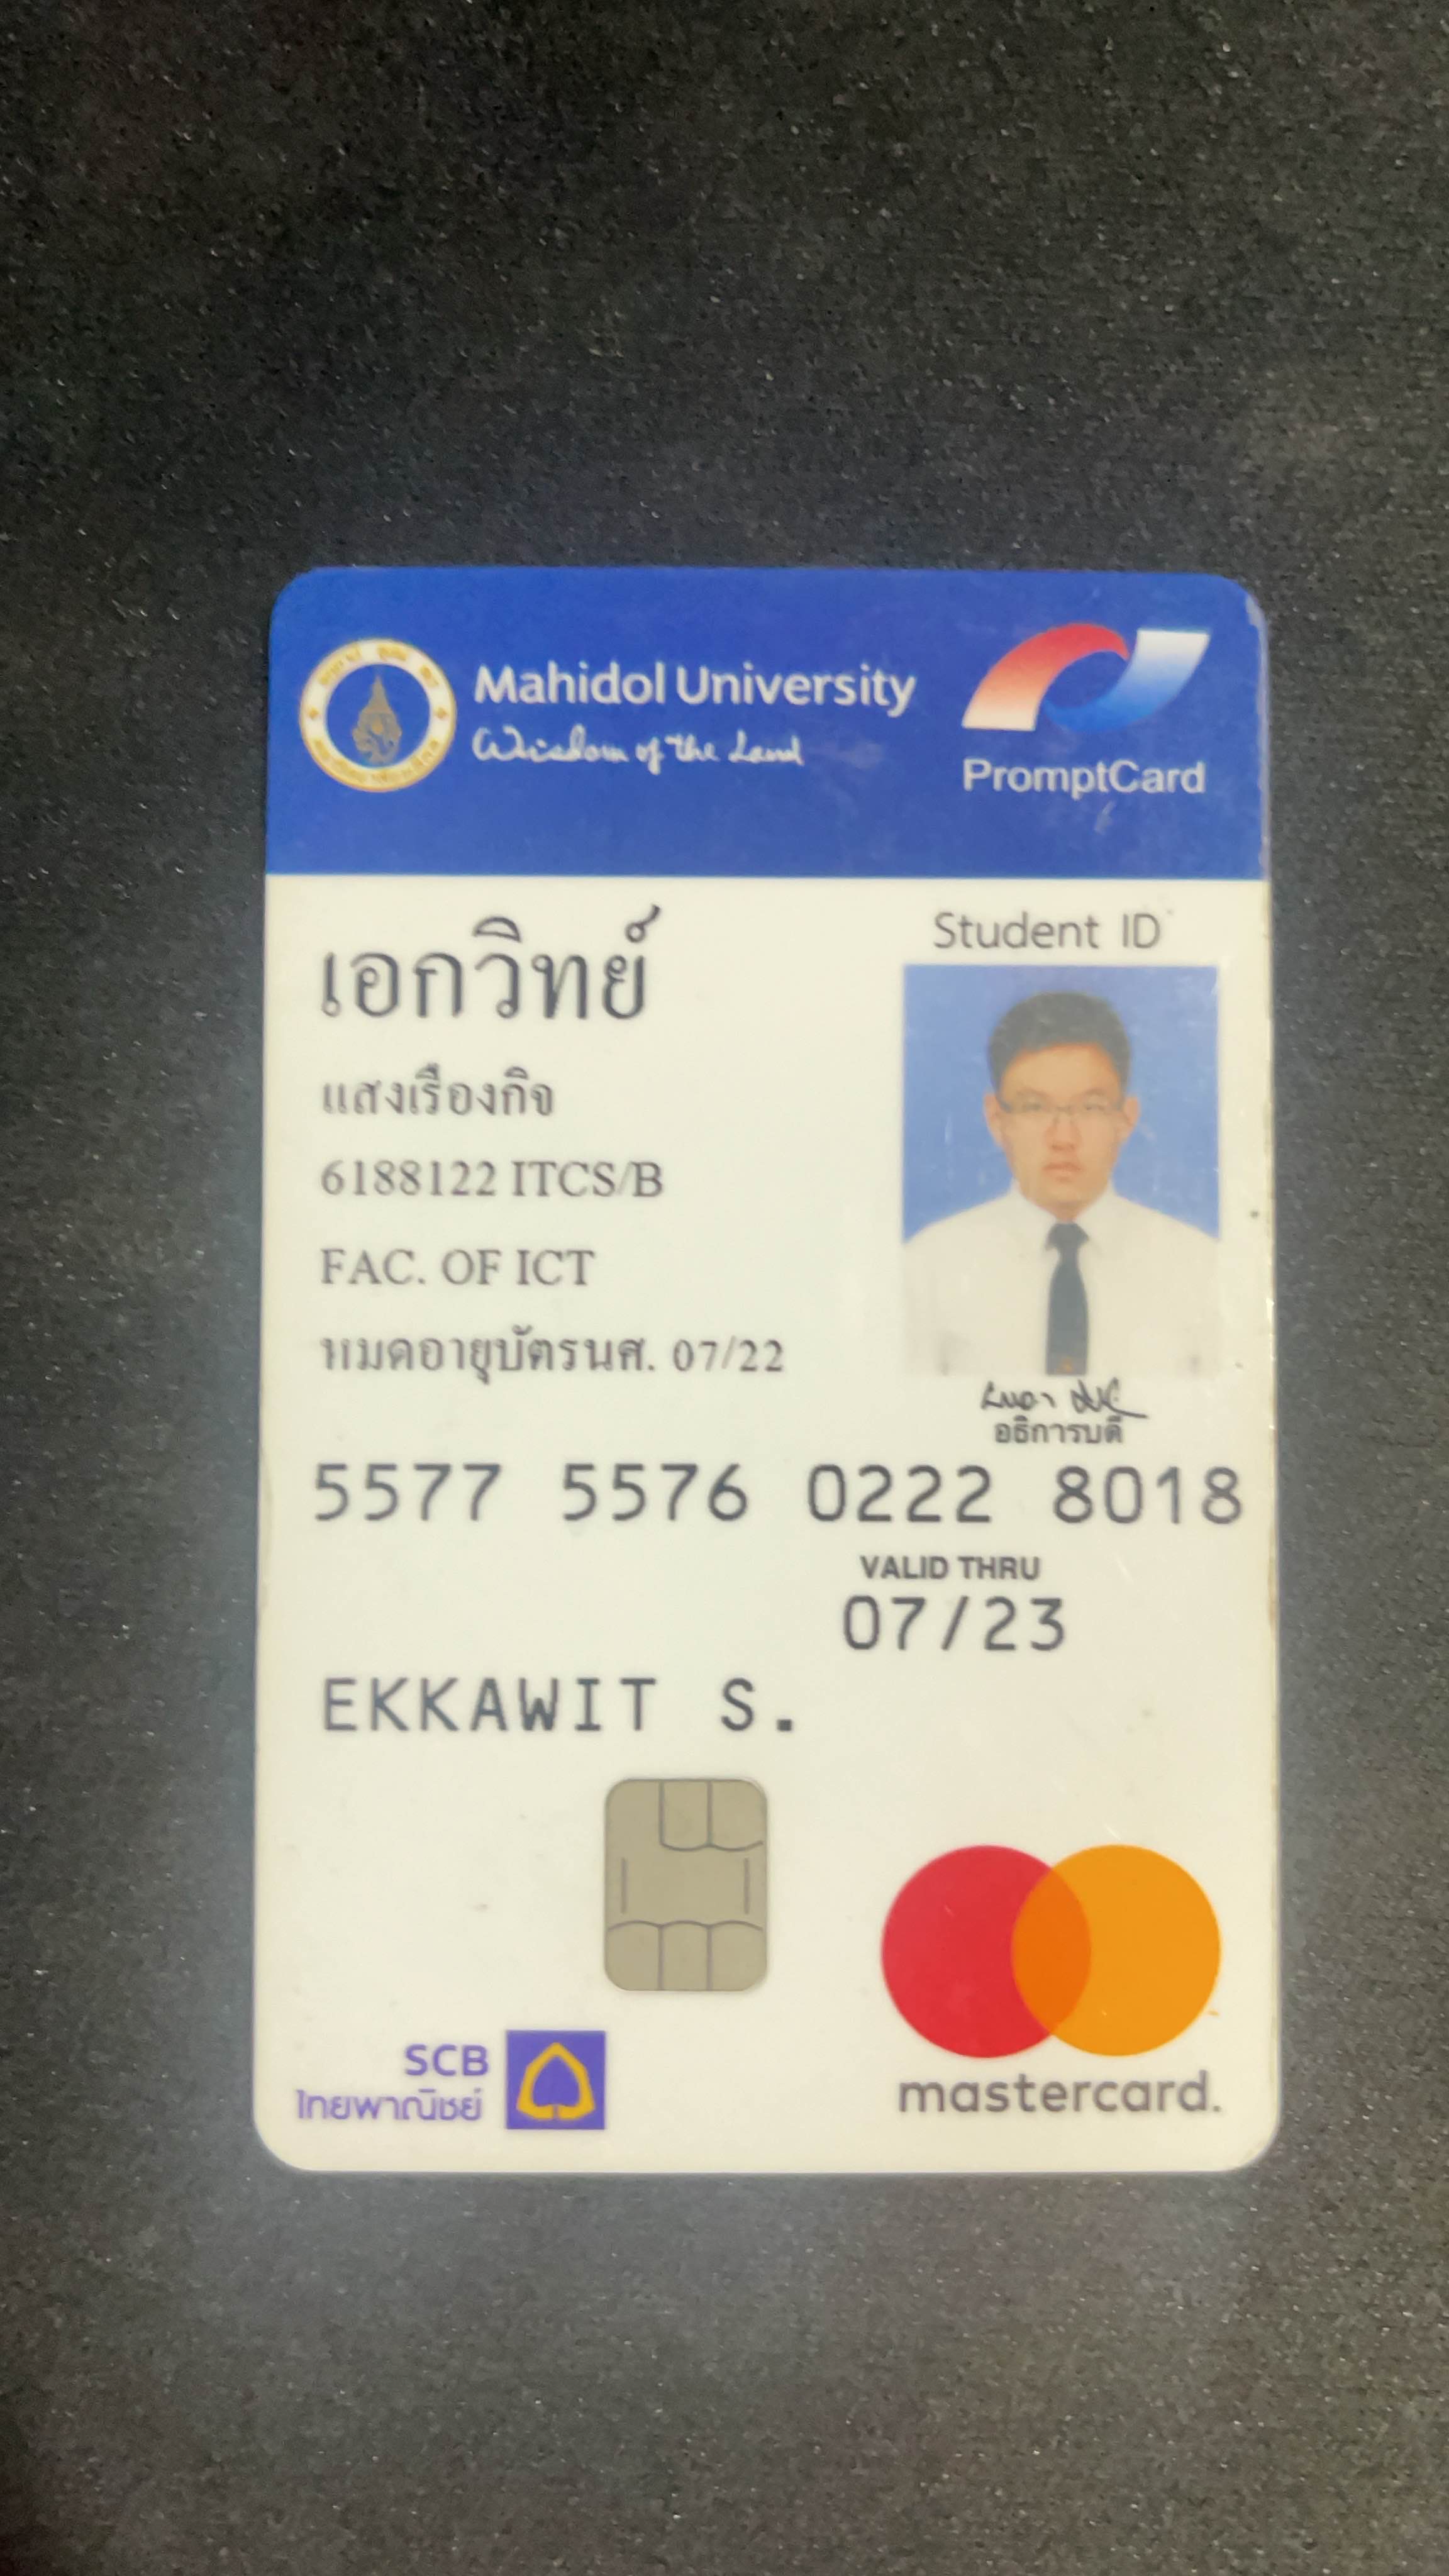 Mahidol University
Wisdom of the Land
PromptCard
Student ID
เอกวิทย์
แสงเรืองกิจ
6188122 ITCS/B
FAC. OF ICT
หมดอายุบัตรนศ. 07/22
อธิการบดี
5577 5576 0222 8018
VALID THRU
07/23
EKKAWIT S.
SCB
ไทยพาณิชย์
mastercard.